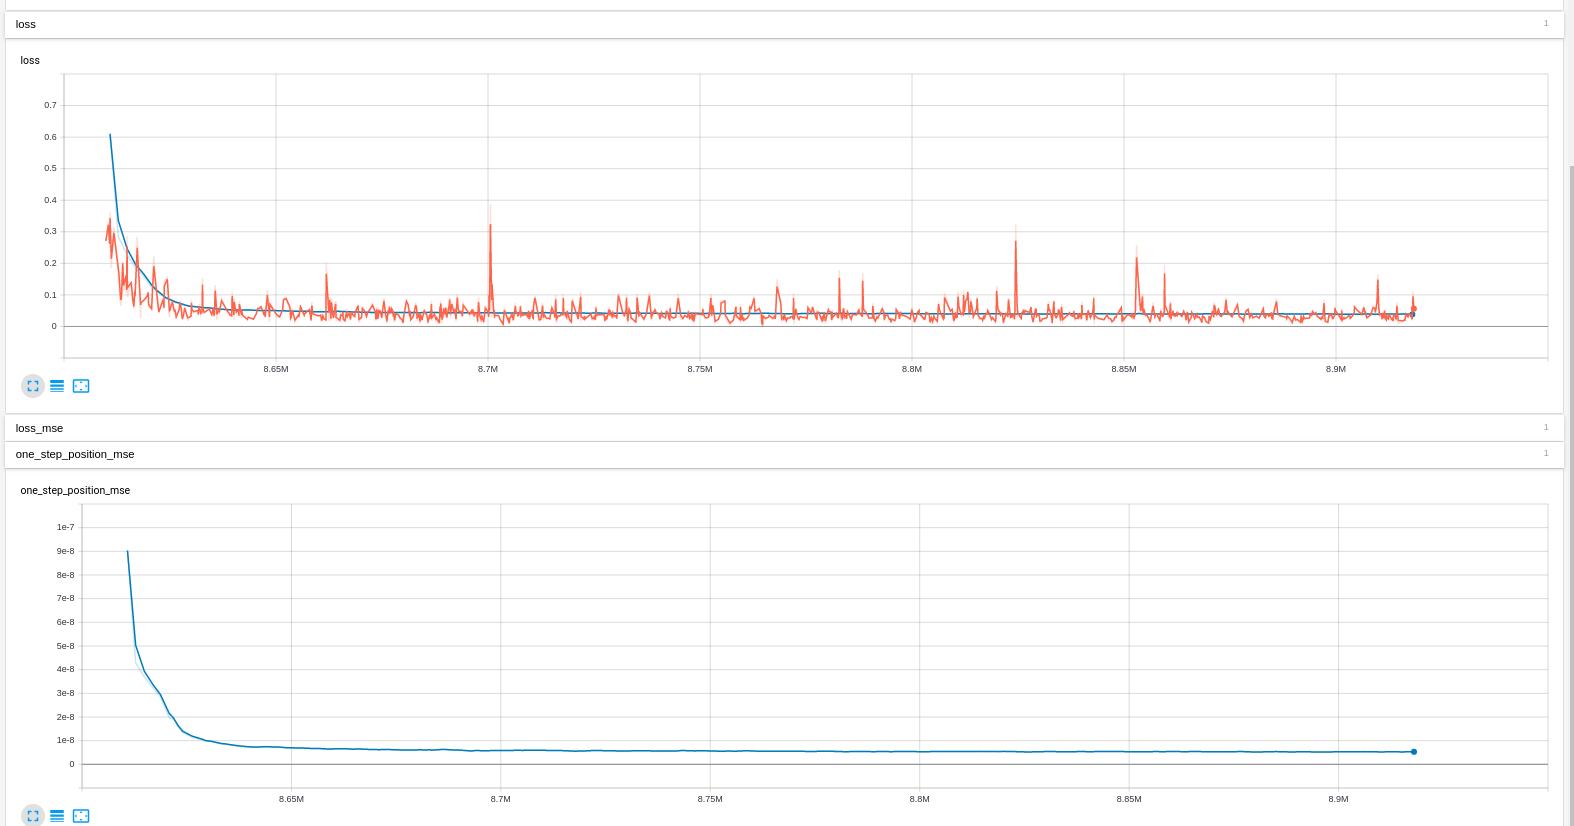 loss 1
loss
0.7
0.6
0.5
0.4
0.3
0.2
0.1
0
8.65M 8.7M 8.75M 8.8M 8.85M 8.9M
loss_mse 1
one_step_position_mse 1
one_step_position_mse
1e-7
9e-8
8e-8
7e-8
6e-8
5e-8
4e-8
3e-8
2e-8
1e-8
0
8.65M 8.7M 8.75M 8.8M 8.85M 8.9M